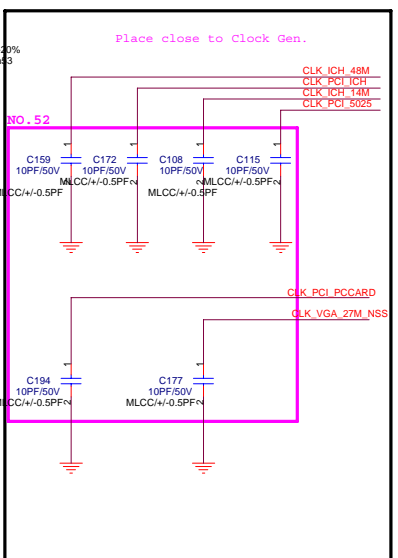 Place close to Clock Gen.
20%
CLK_ICH_48M
CLK_PCI_ICH
CLK_ICH_14M
CLK_PCI_5025
NO.52
1 1 1 1
C159 C172 C108 C115
10PF/50V 10PF/50V 10PF/50V 10PF/50V
2 2 2 2
MLCC/+/-0.5PF MLCC/+/-0.5PF MLCC/+/-0.5PF MLCC/+/-0.5PF
CLK_PCI_PCCARD
CLK_VGA_27M_NSS
1 1
C194 C177
10PF/50V 10PF/50V
MLCC/+/-0.5PF 2 MLCC/+/-0.5PF 2